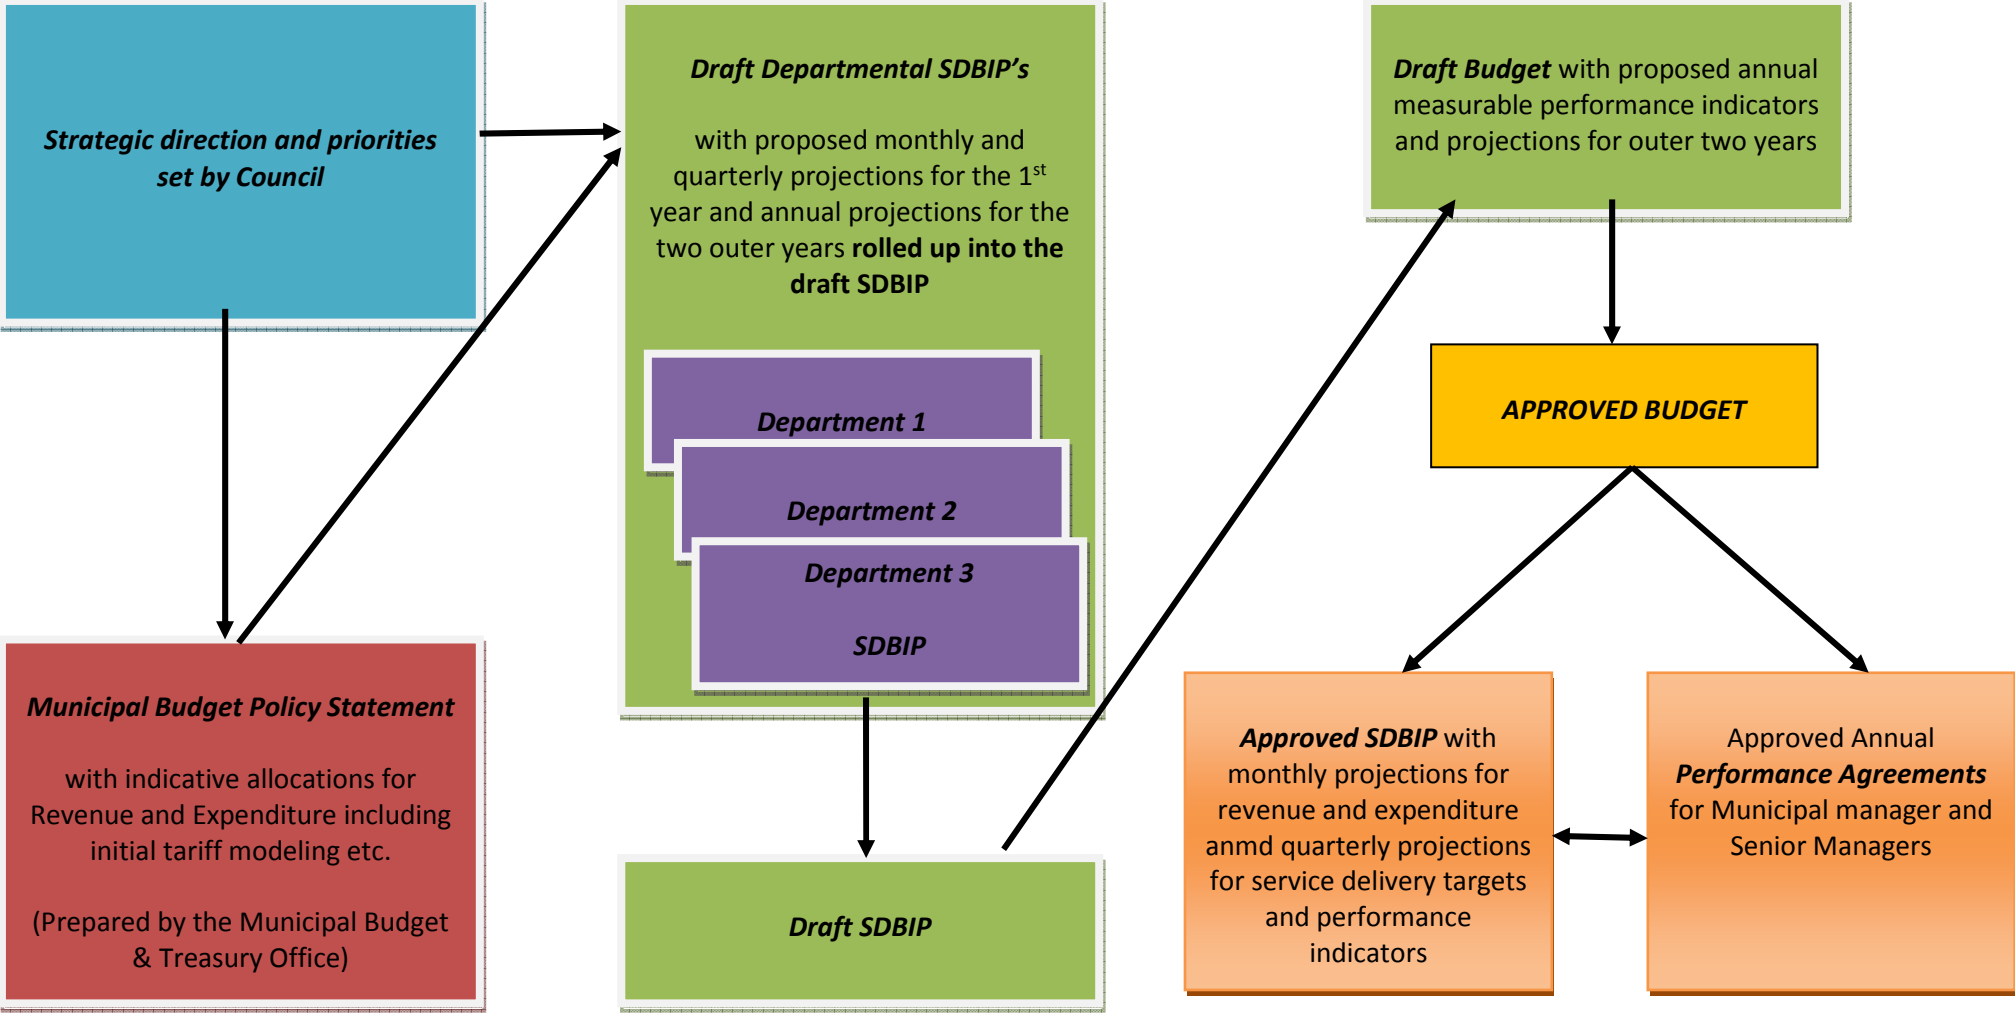 Strategic direction and priorities
set by Council
Municipal Budget Policy Statement
with indicative allocations for
Revenue and Expenditure including
initial tariff modeling etc.
(Prepared by the Municipal Budget
& Treasury Office)
Draft Departmental SDBIP’s
with proposed monthly and
quarterly projections for the 1st
year and annual projections for the
two outer years rolled up into the
draft SDBIP
Department 1
Department 2
Department 3
SDBIP
Draft SDBIP
Draft Budget with proposed annual
measurable performance indicators
and projections for outer two years
APPROVED BUDGET
Approved SDBIP with
monthly projections for
revenue and expenditure
anmd quarterly projections
for service delivery targets
and performance
indicators
Approved Annual
Performance Agreements
for Municipal manager and
Senior Managers